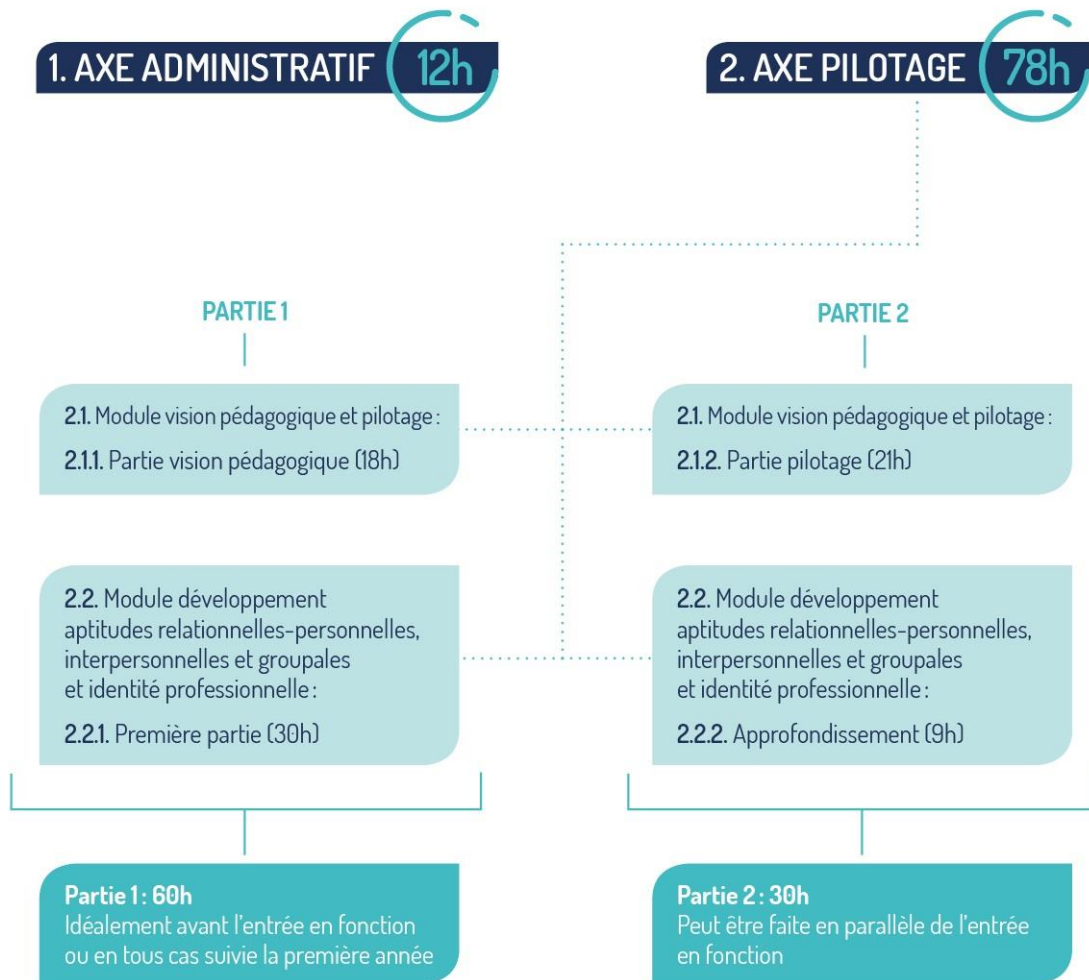 1. AXE ADMINISTRATIF 12h
2. AXE PILOTAGE 78h
PARTIE 1
2.1. Module vision pédagogique et pilotage :
2.1.1. Partie vision pédagogique (18h)
2.2. Module développement
aptitudes relationnelles-personnelles,
interpersonnelles et groupales
et identité professionnelle :
2.2.1. Première partie (30h)
Partie 1 : 60h
Idéalement avant l'entrée en fonction
ou en tous cas suivie la première année
PARTIE 2
2.1. Module vision pédagogique et pilotage :
2.1.2. Partie pilotage (21h)
2.2. Module développement
aptitudes relationnelles-personnelles,
interpersonnelles et groupales
et identité professionnelle :
2.2.2. Approfondissement (9h)
Partie 2 : 30h
Peut être faite en parallèle de l'entrée
en fonction